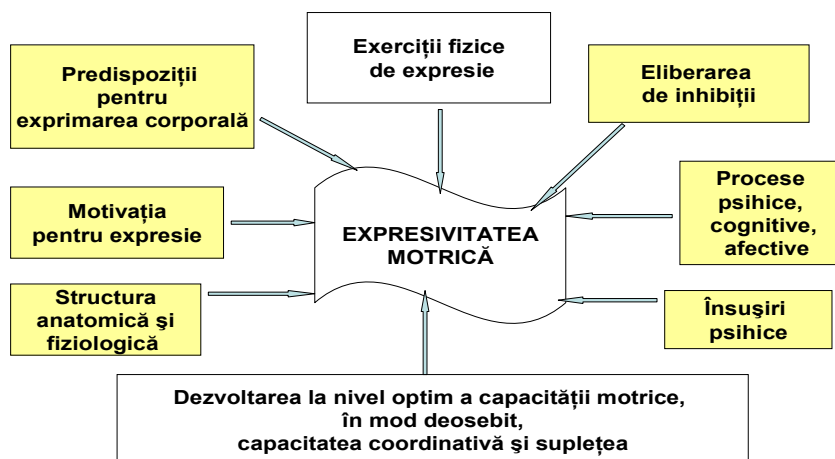 Exerciții fizice
de expresie
Predispoziții
pentru
exprimarea corporală
Eliberarea
de inhibiții
Motivația
pentru expresie
EXPRESIVITATEA
MOTRICĂ
Procese
psihice,
cognitive,
afective
Structura
anatomică şi
fiziologică
Însuşiri
psihice
Dezvoltarea la nivel optim a capacității motrice,
în mod deosebit,
capacitatea coordinativă şi suplețea